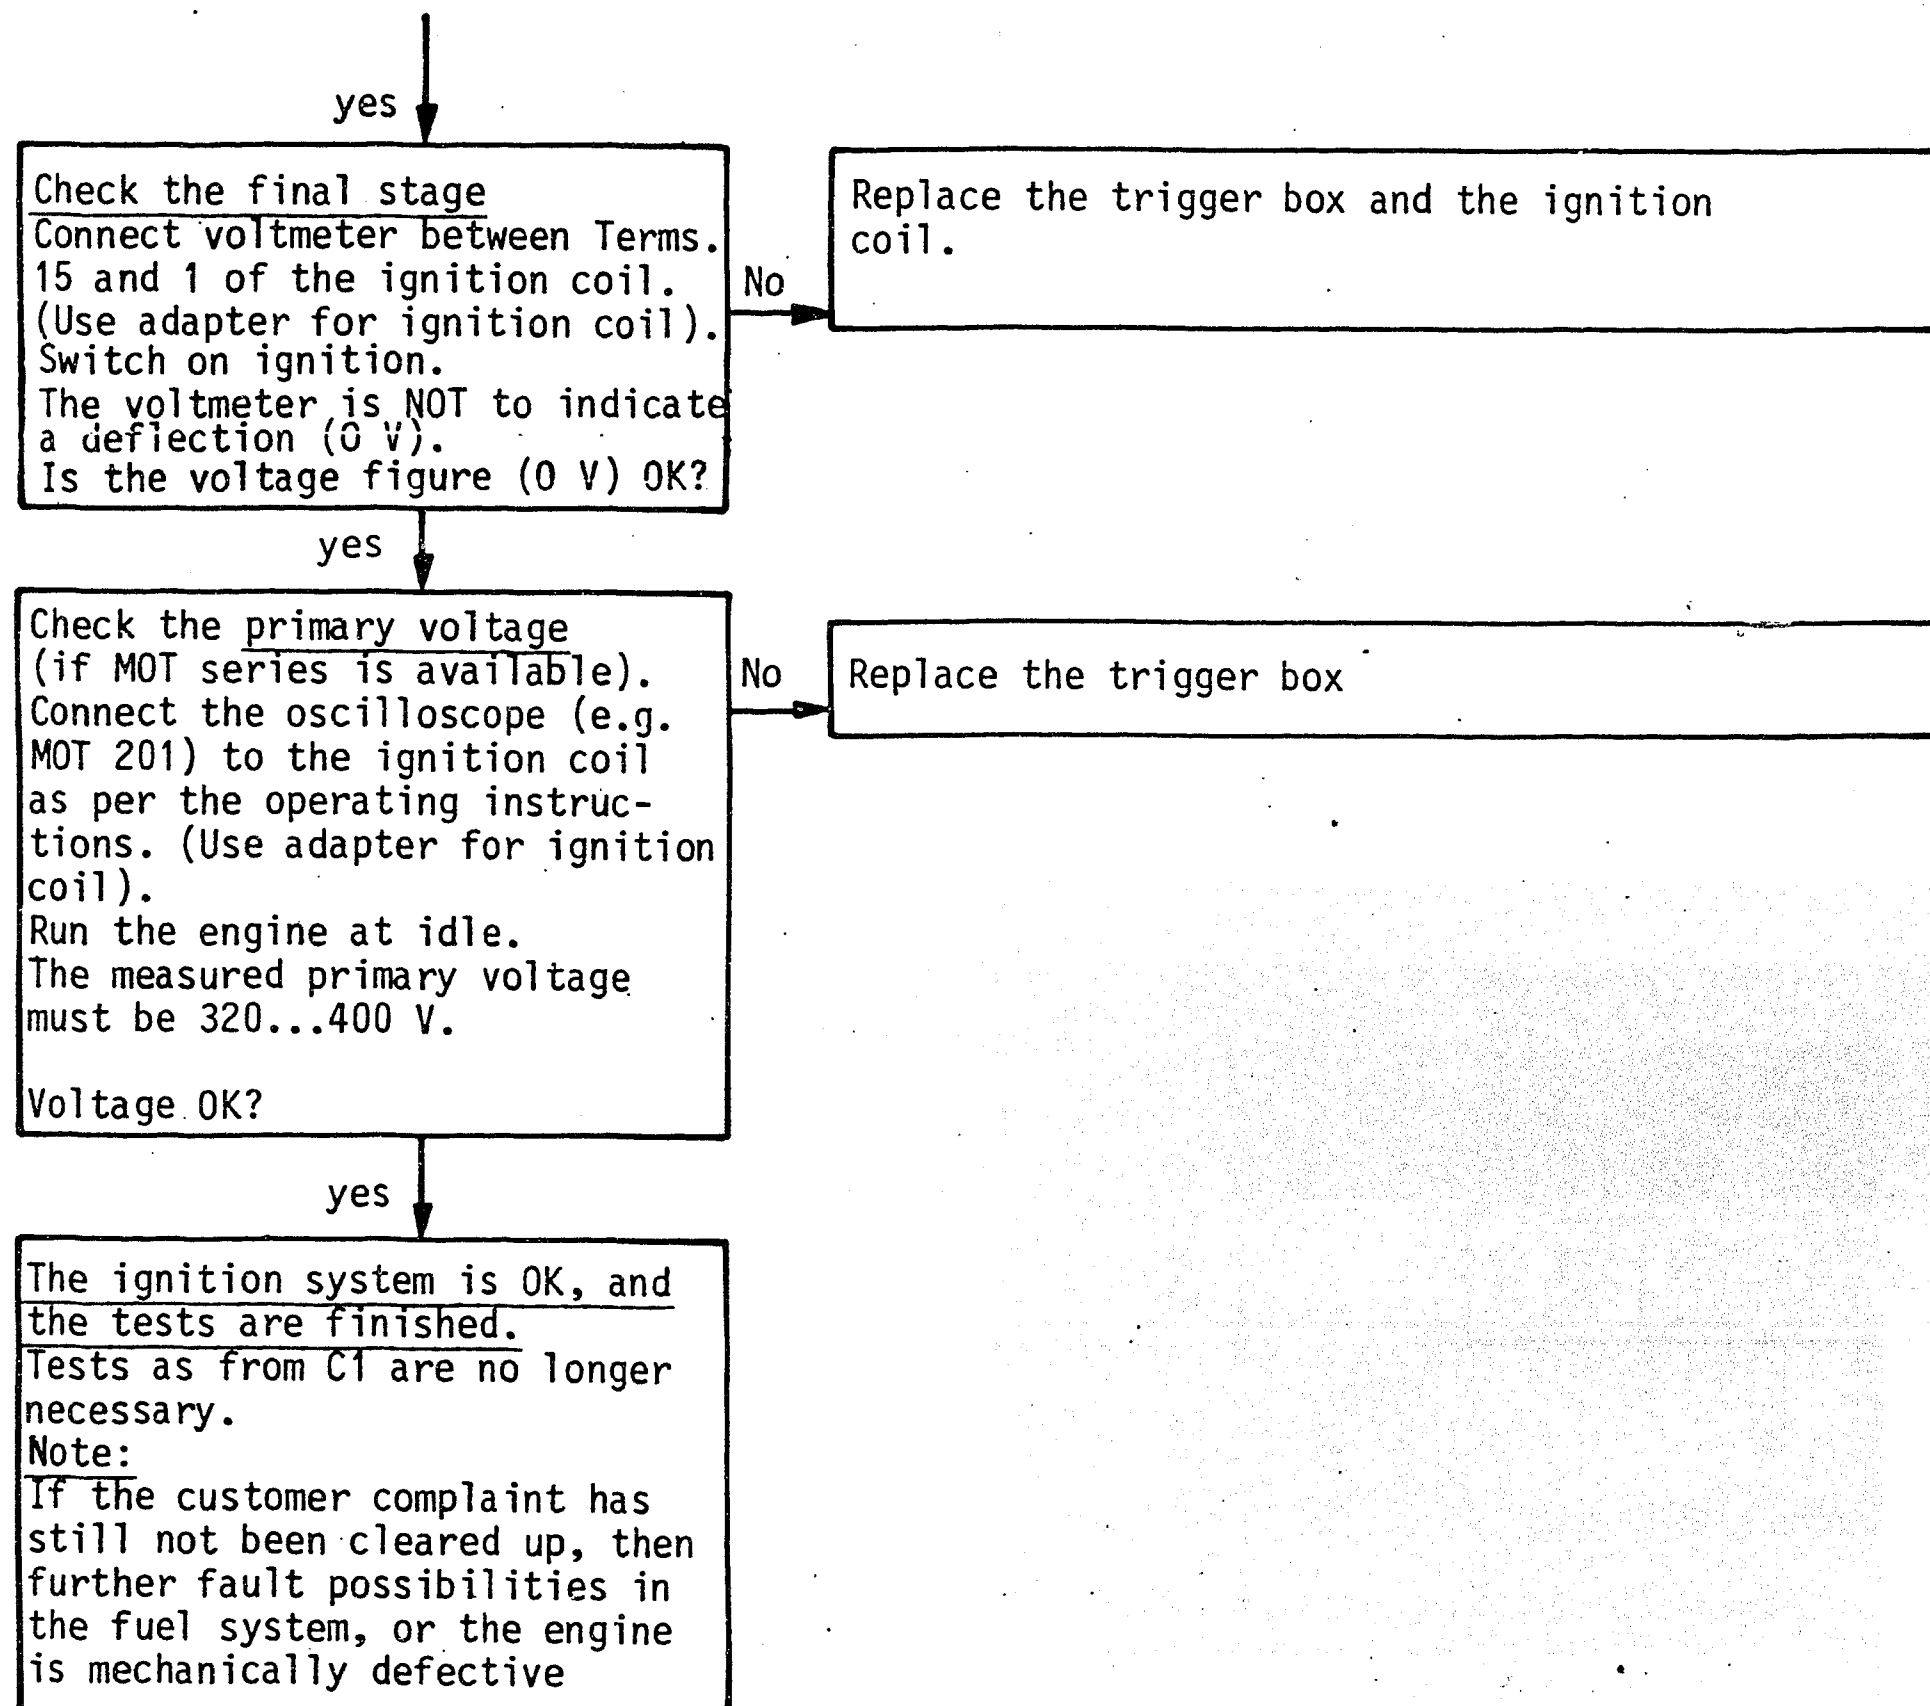 yes
Check the final stage
Connect voltmeter between Terms.
15 and 1 of the ignition coil.
(Use adapter for ignition coil).
Switch on ignition.
The voltmeter is NOT to indicate
a deflection (0 V).
Is the voltage figure (0 V) OK?
No
Replace the trigger box and the ignition
coil.
yes
Check the primary voltage
(if MOT series is available).
Connect the oscilloscope (e.g.
MOT 201) to the ignition coil
as per the operating instruc-
tions. (Use adapter for ignition
coil).
Run the engine at idle.
The measured primary voltage
must be 320...400 V.
Voltage OK?
No
Replace the trigger box
yes
The ignition system is OK, and
the tests are finished.
Tests as from C1 are no longer
necessary.
Note:
If the customer complaint has
still not been cleared up, then
further fault possibilities in
the fuel system, or the engine
is mechanically defective